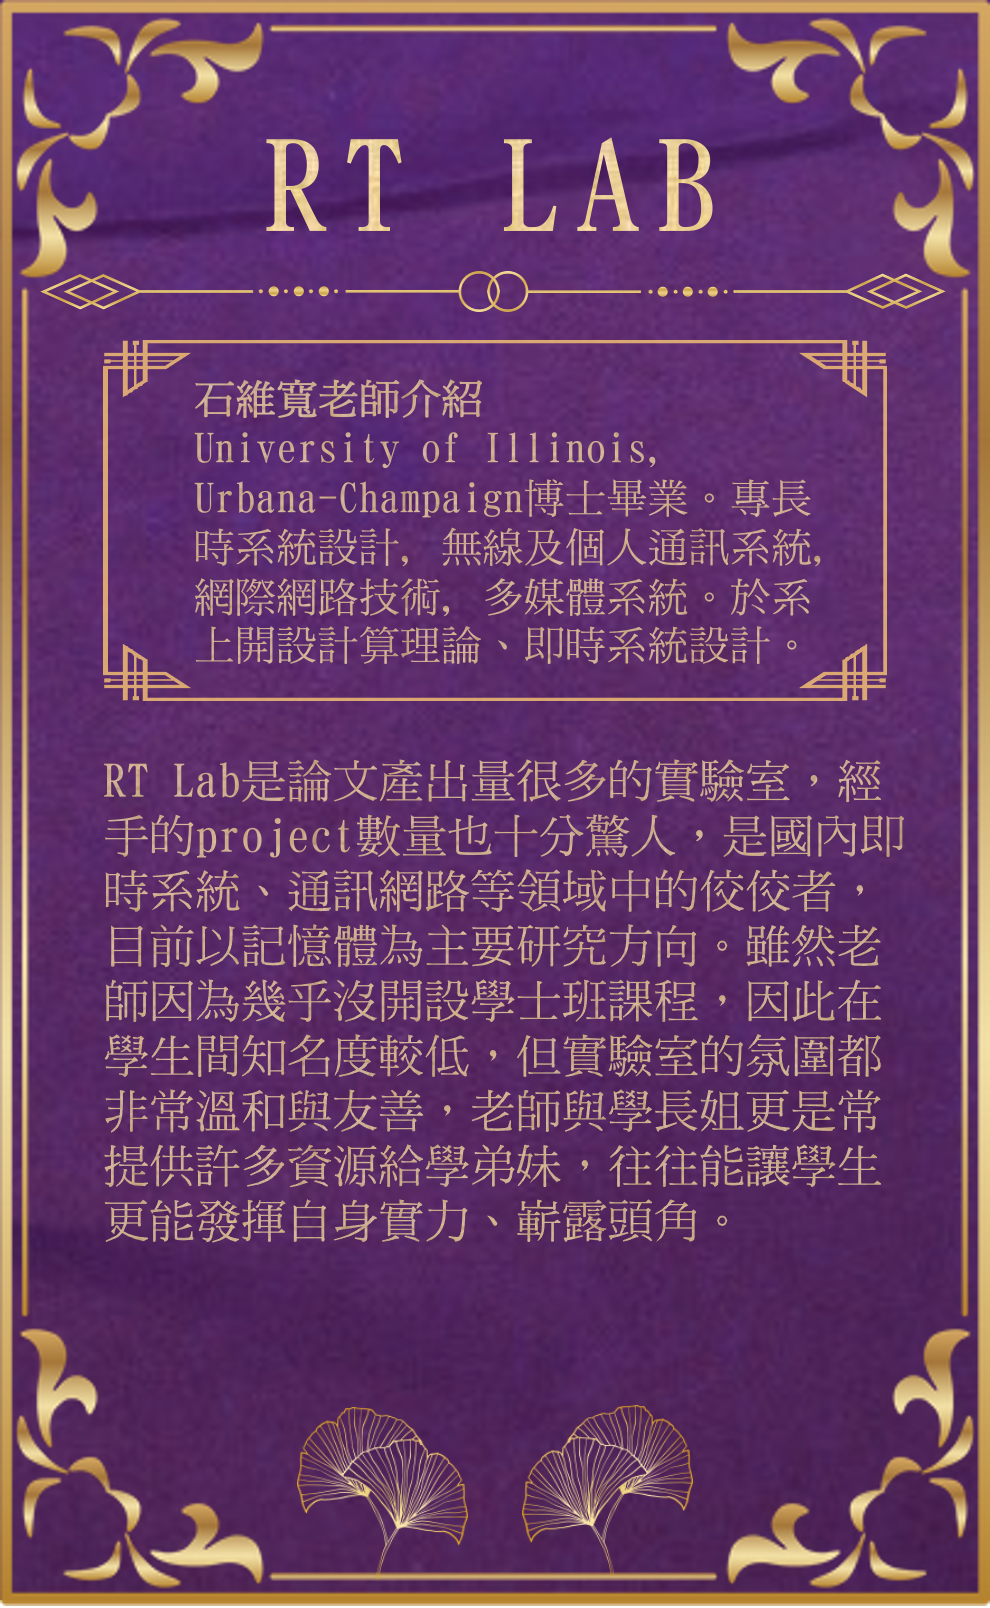 RT LAB
石維寬老師介紹
University of Illinois,
Urbana-Champaign博士畢業。專長
時系統設計, 無線及個人通訊系統,
網際網路技術, 多媒體系統。於系
上開設計算理論、即時系統設計。
RT Lab是論文產出量很多的實驗室，經
手的project數量也十分驚人，是國內即
時系統、通訊網路等領域中的佼佼者，
目前以記憶體為主要研究方向。雖然老
師因為幾乎沒開設學士班課程，因此在
學生間知名度較低，但實驗室的氛圍都
非常溫和與友善，老師與學長姐更是常
提供許多資源給學弟妹，往往能讓學生
更能發揮自身實力、嶄露頭角。